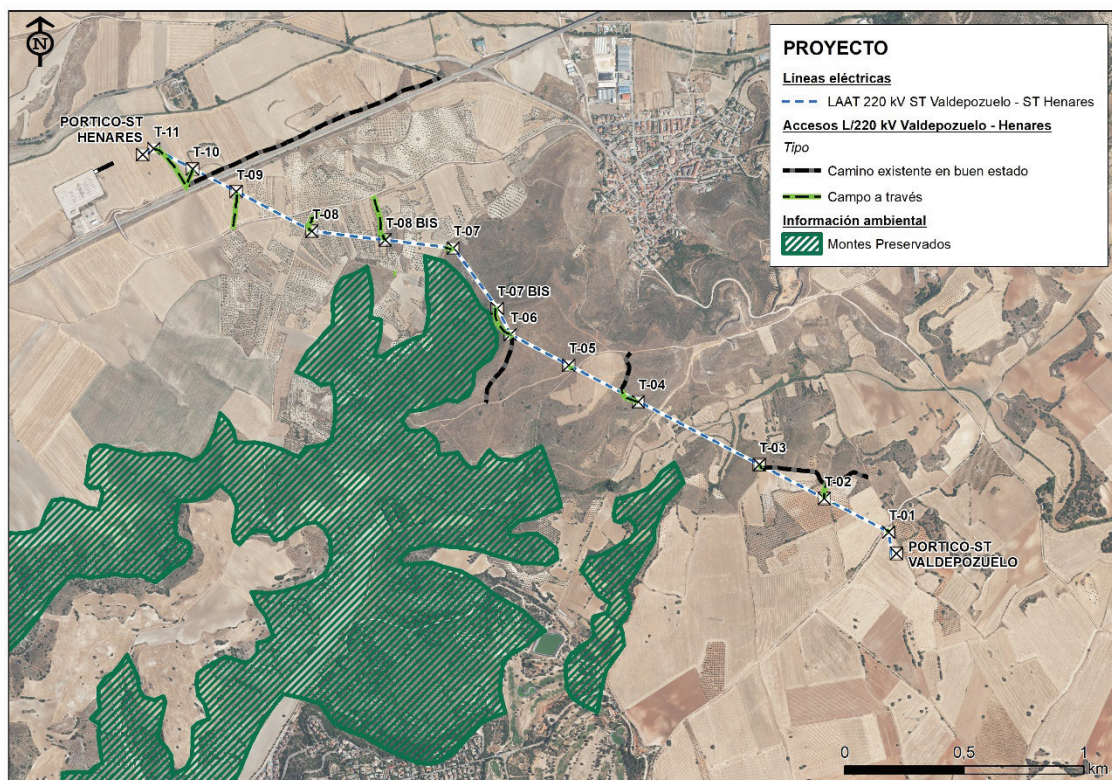 N
PROYECTO
Líneas eléctricas
LAAT 220 kV ST Valdepozuelo - ST Henares
Accesos L/220 kV Valdepozuelo - Henares
Tipo
Camino existente en buen estado
Campo a través
Información ambiental
Montes Preservados
PORTICO-ST
HENARES
T-11
T-10
T-09
T-08
T-08 BIS
T-07
T-07 BIS
T-06
T-05
T-04
T-03
T-02
T-01
PORTICO-ST
VALDEPOZUELO
0 0,5 1
km